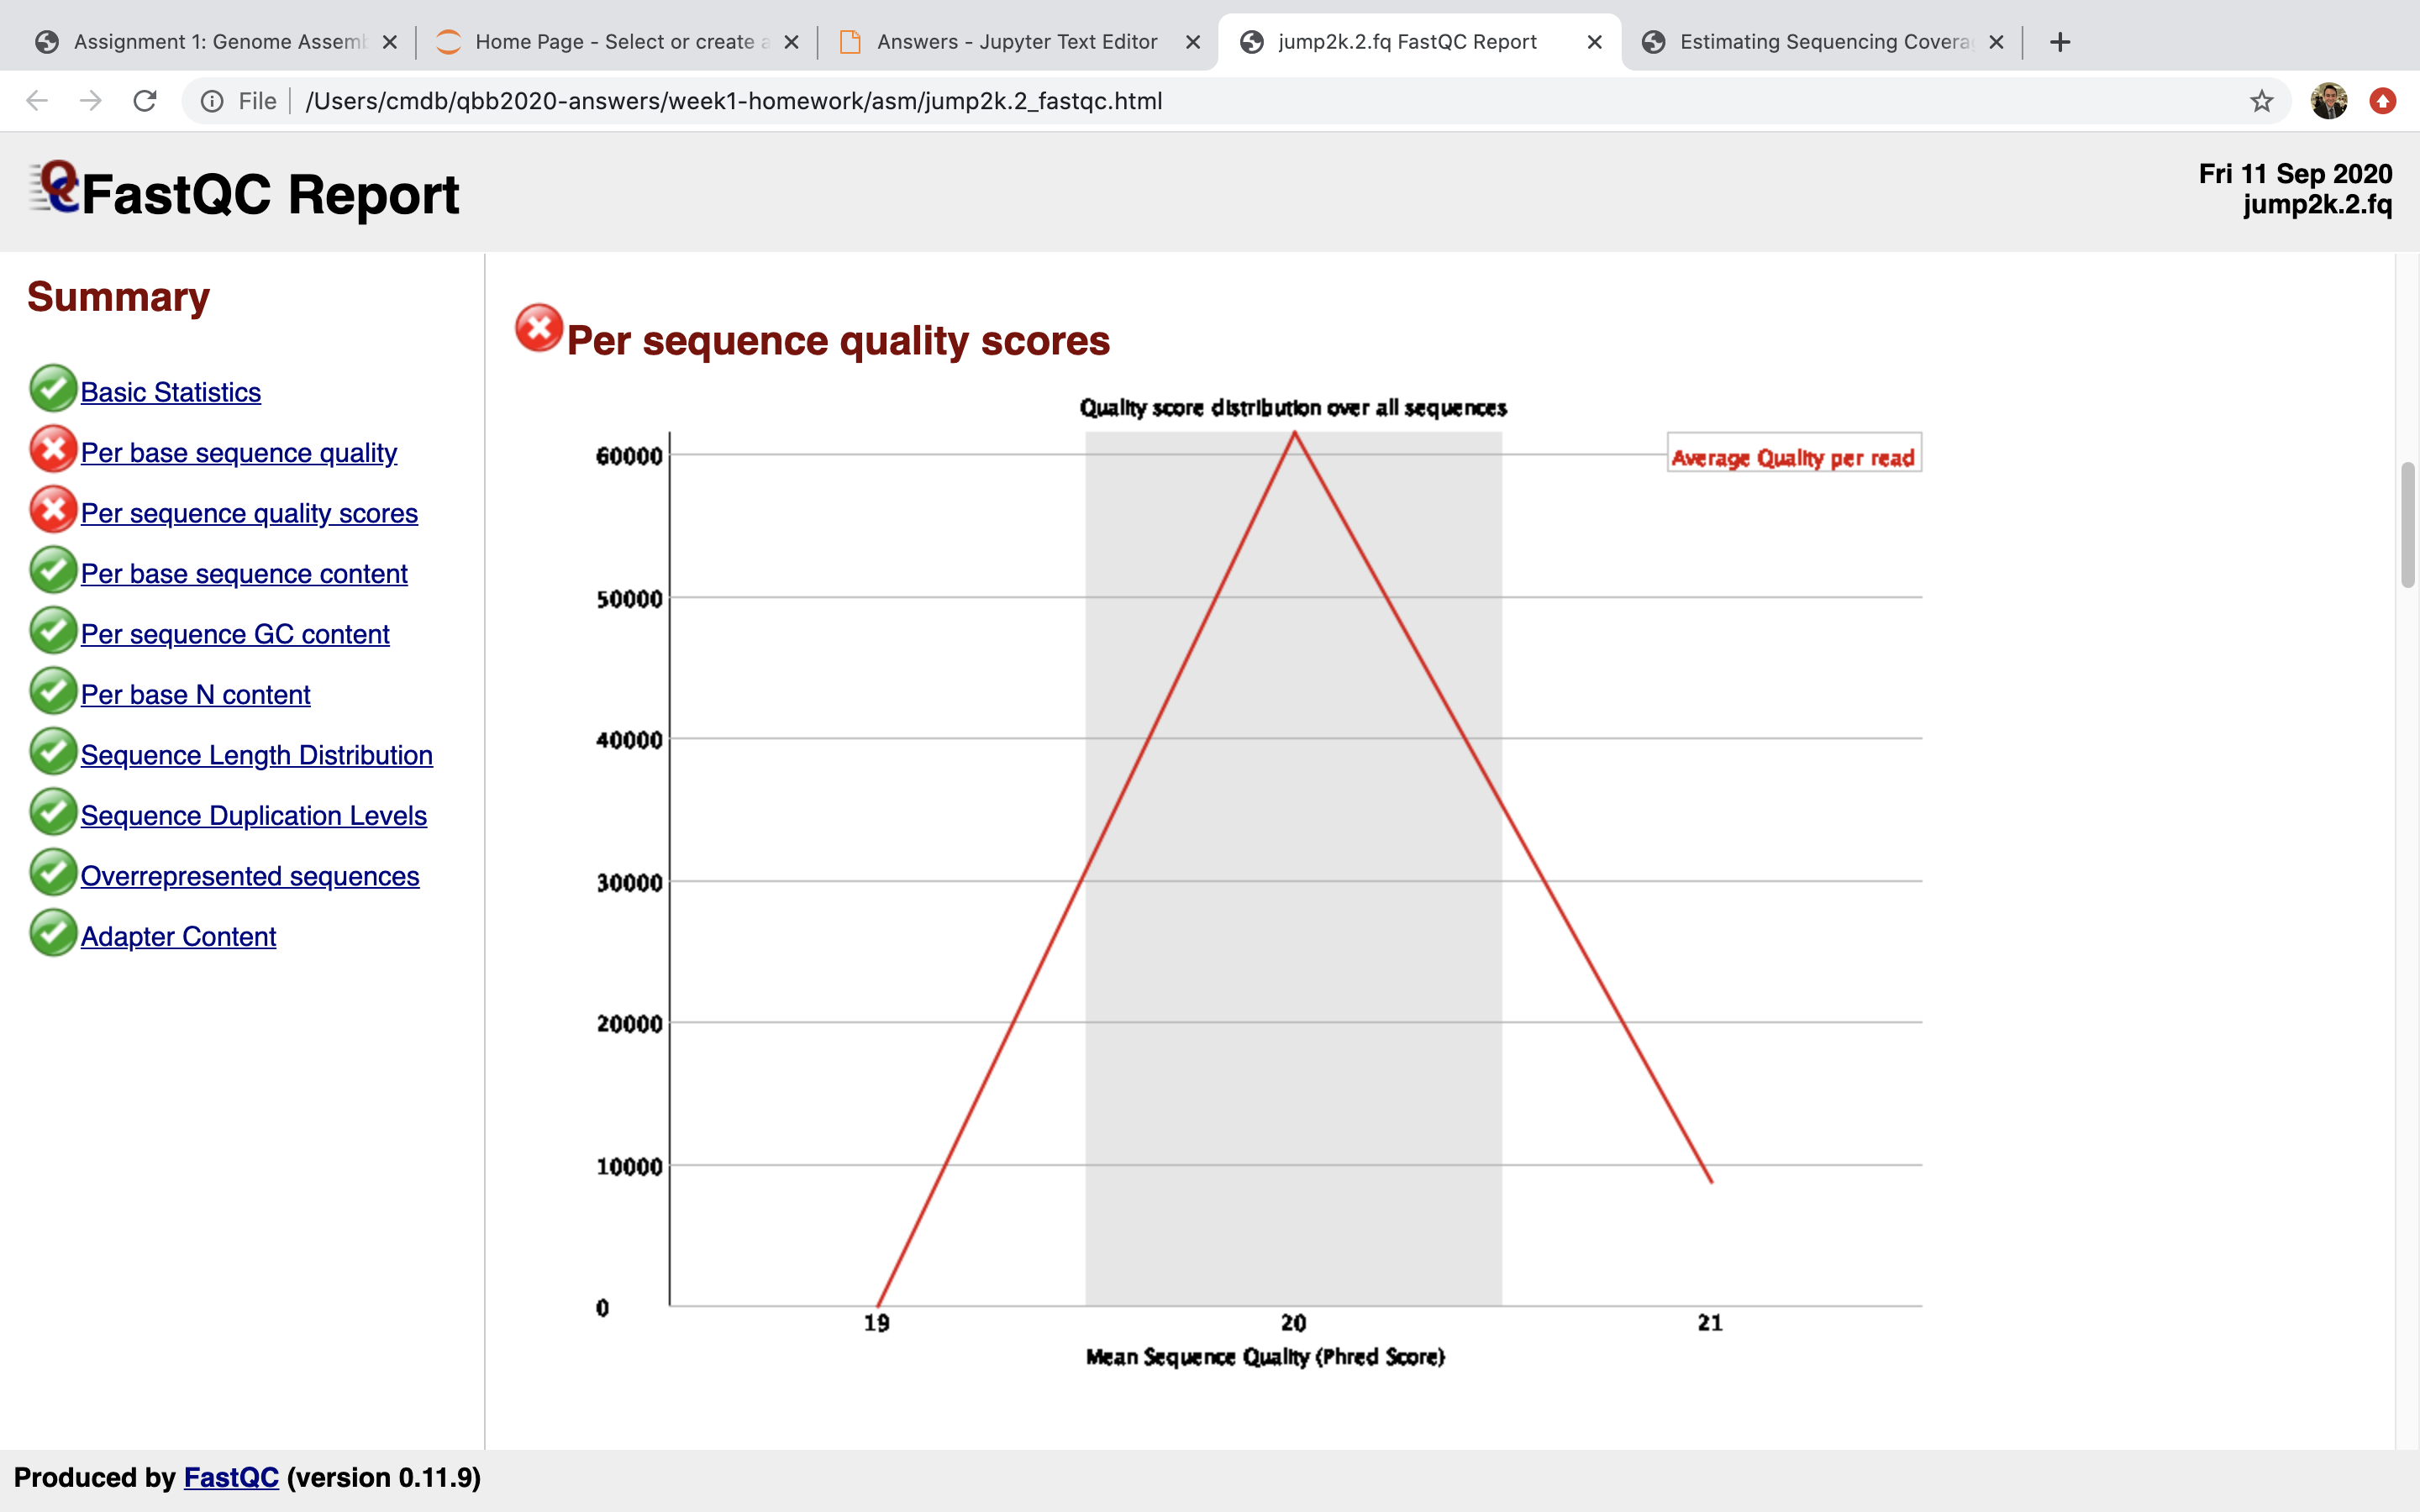 Assignment 1: Genome Assemb
Home Page - Select or create a
Answers - Jupyter Text Editor
jump2k.2.fq FastQC Report
Estimating Sequencing Covera
File
/Users/cmdb/qbb2020-answers/week1-homework/asm/jump2k.2_fastqc.html
FastQC Report
Fri 11 Sep 2020
jump2k.2.fq
Summary
Basic Statistics
Per base sequence quality
Per sequence quality scores
Per base sequence content
Per sequence GC content
Per base N content
Sequence Length Distribution
Sequence Duplication Levels
Overrepresented sequences
Adapter Content
Per sequence quality scores
Quality score distribution over all sequences
Average Quality per read
60000
50000
40000
30000
20000
10000
0
19 20 21
Mean Sequence Quality (Phred Score)
Produced by FastQC (version 0.11.9)